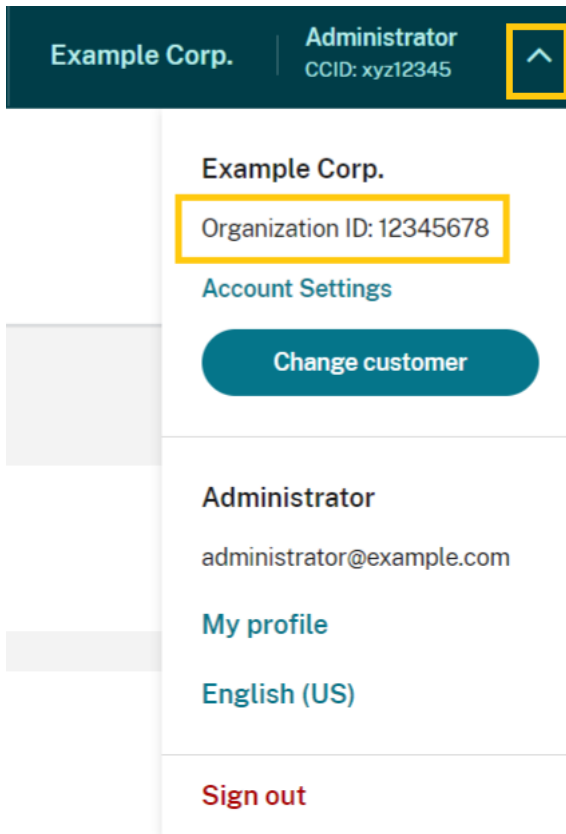 Example Corp.
Administrator
CCID: xyz12345
Example Corp.
Organization ID: 12345678
Account Settings
Change customer
Administrator
administrator@example.com
My profile
English (US)
Sign out